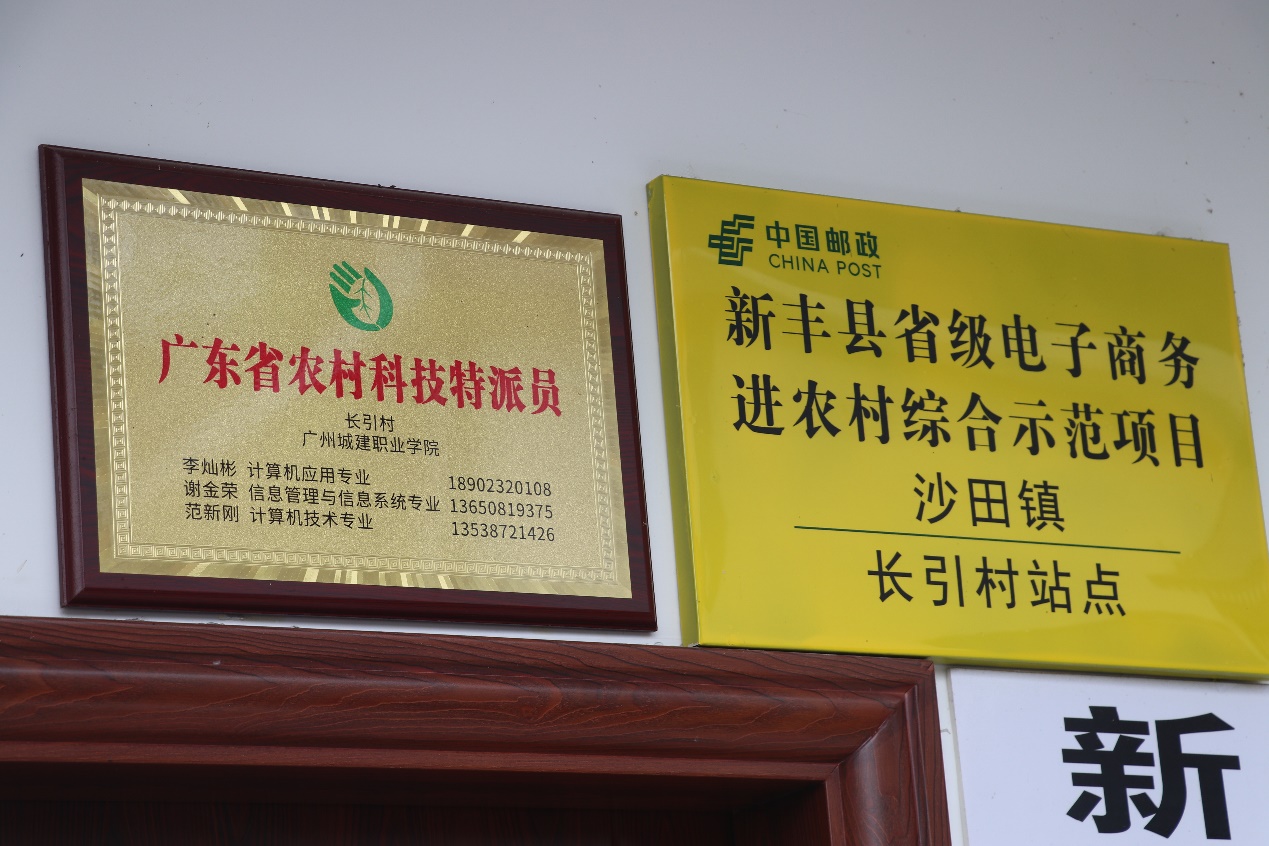 广东省农村科技特派员
长引村
广州城建职业学院
李灿彬 计算机应用专业 18902320108
谢金荣 信息管理与信息系统专业 13650819375
范新刚 计算机技术专业 13538721426
中国邮政
CHINA POST
新丰县省级电子商务
进农村综合示范项目
沙田镇
长引村站点
新